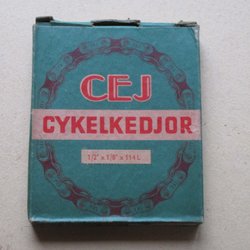 CEJ
CYKELKEDJOR
1/2" x 1/8" x 114 L